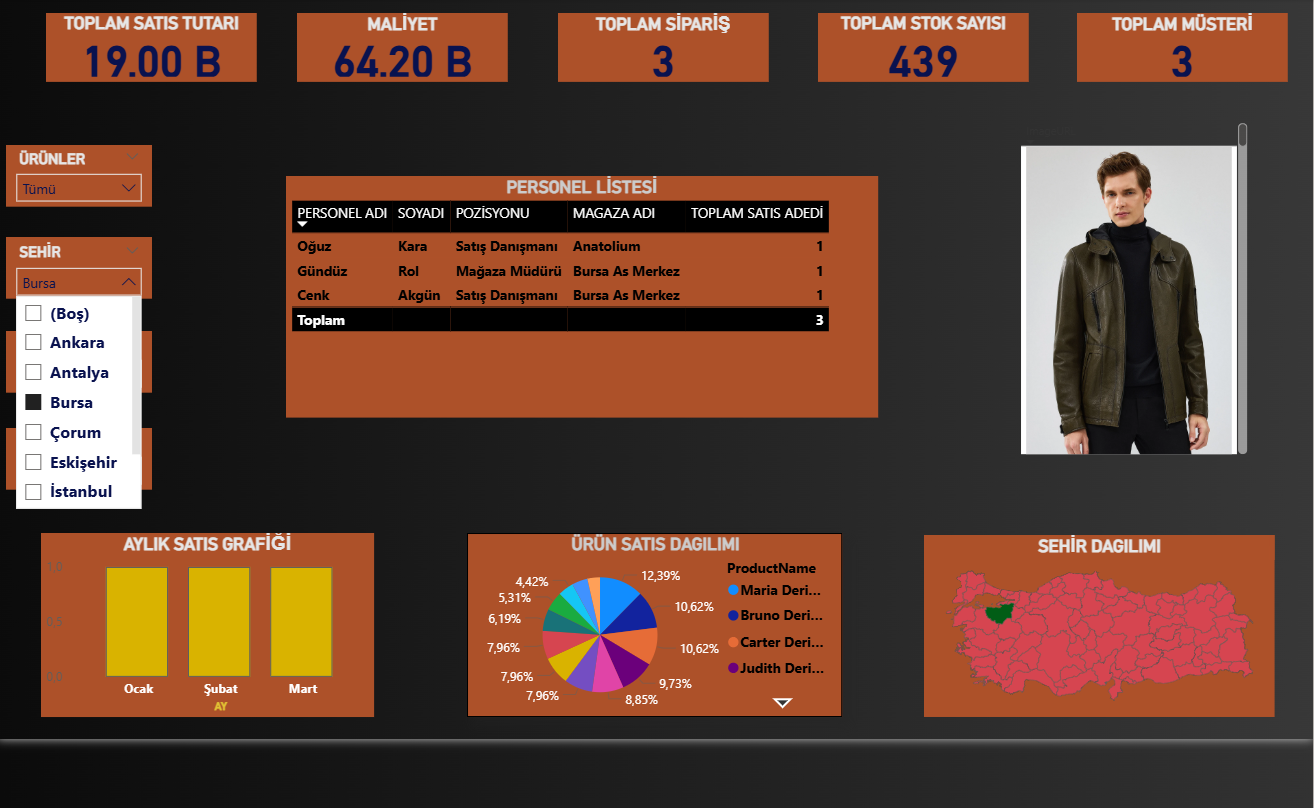 TOPLAM SATIS TUTARI
19.00 B
MALİYET
64.20 B
TOPLAM SİPARİŞ
3
TOPLAM STOK SAYISI
439
TOPLAM MÜSTERİ
3
ÜRÜNLER
Tümü
SEHİR
Bursa
(Boş)
Ankara
Antalya
Bursa
Çorum
Eskişehir
İstanbul
PERSONEL LİSTESİ
PERSONEL ADI SOYADI POZİSYONU MAGAZA ADI TOPLAM SATIS ADEDİ
Oğuz Kara Satış Danışmanı Anatolium 1
Gündüz Rol Mağaza Müdürü Bursa As Merkez 1
Cenk Akgün Satış Danışmanı Bursa As Merkez 1
Toplam 3
AYLIK SATIS GRAFİĞİ
1,0
0,5
0,0
Ocak Şubat Mart
AY
ÜRÜN SATIS DAGILIMI
12,39%
10,62%
10,62%
9,73%
8,85%
7,96%
7,96%
7,96%
6,19%
5,31%
4,42%
ProductName
Maria Deri...
Bruno Deri...
Carter Deri...
Judith Deri...
SEHİR DAGILIMI